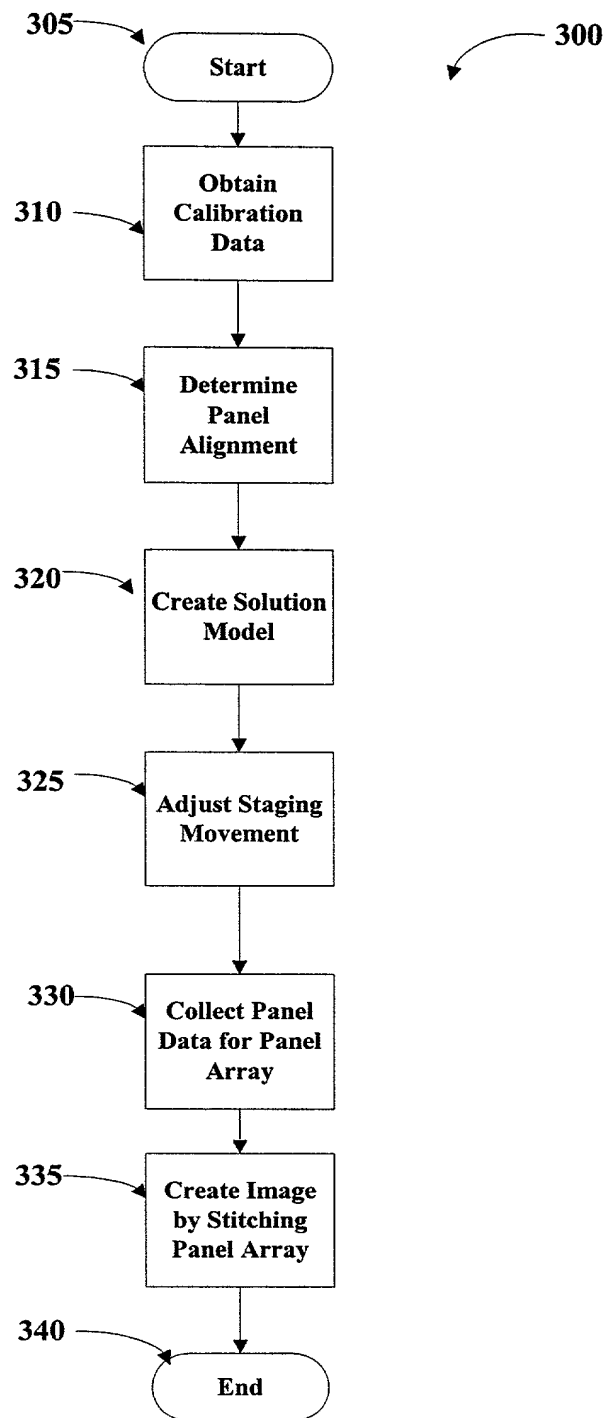 305
Start
300
310
Obtain
Calibration
Data
315
Determine
Panel
Alignment
320
Create Solution
Model
325
Adjust Staging
Movement
330
Collect Panel
Data for Panel
Array
335
Create Image
by Stitching
Panel Array
340
End